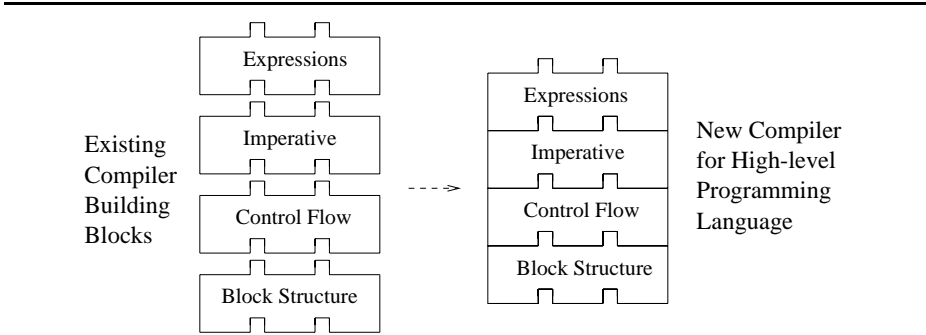 Existing
Compiler
Building
Blocks
Expressions
Imperative
Control Flow
Block Structure
Expressions
Imperative
Control Flow
Block Structure
New Compiler
for High-level
Programming
Language